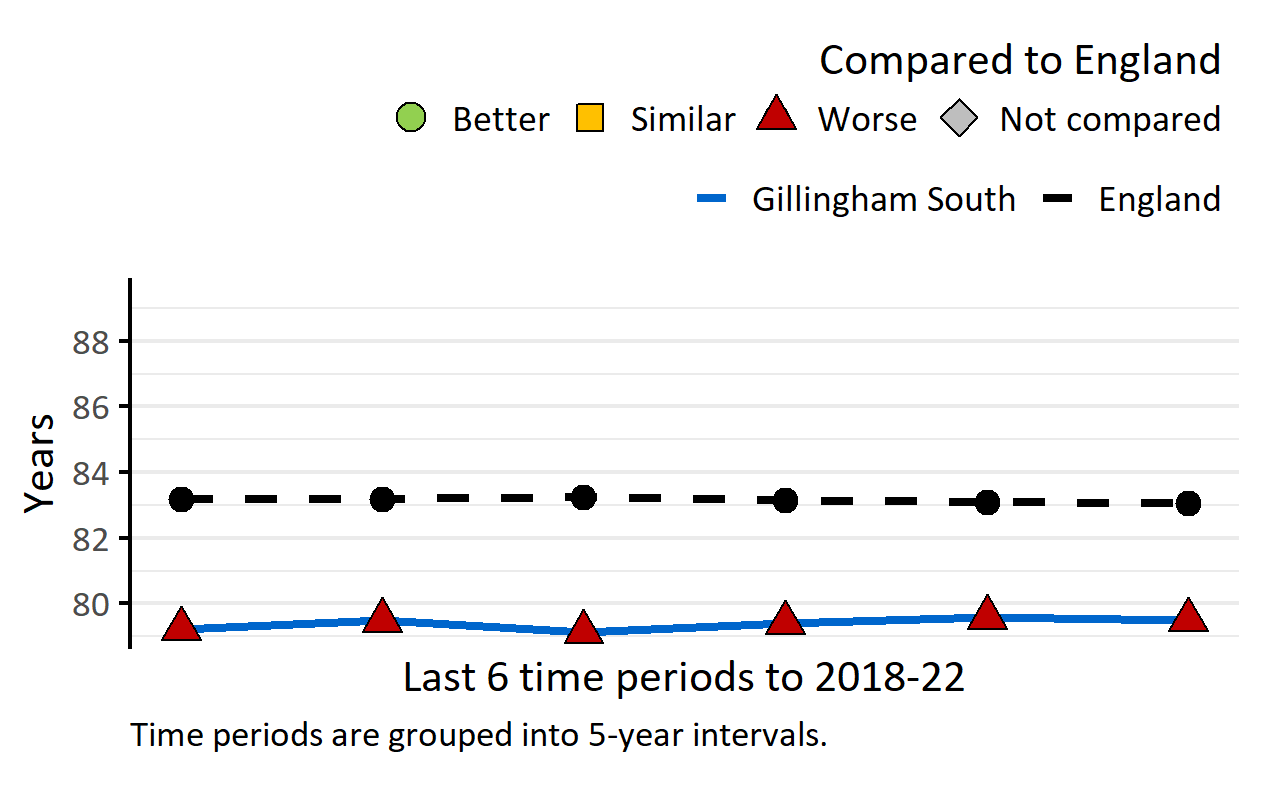 Compared to England
Better Similar Worse Not compared
Gillingham South England
88
86
84
82
80
Years
Last 6 time periods to 2018-22
Time periods are grouped into 5-year intervals.